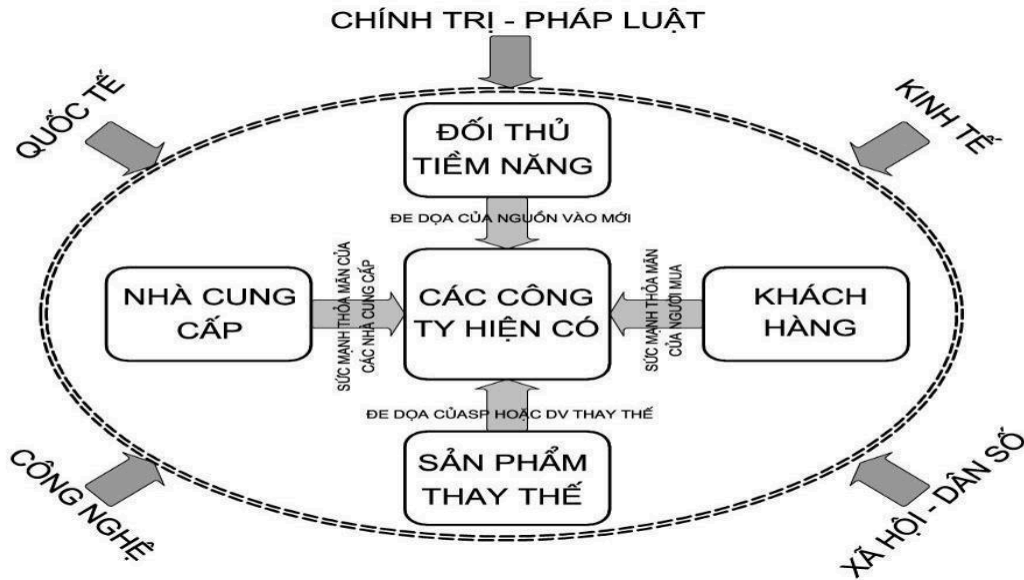 CHÍNH TRỊ - PHÁP LUẬT
QUỐC TẾ
KINH TẾ
ĐỐI THỦ
TIỀM NĂNG
ĐE DỌA CỦA NGUỒN VÀO MỚI
NHÀ CUNG
CẤP
SỨC MẠNH THỎA MÃN CỦA
CÁC NHÀ CUNG CẤP
CÁC CÔNG
TY HIỆN CÓ
SỨC MẠNH THỎA MÃN
CỦA NGƯỜI MUA
KHÁCH
HÀNG
ĐE DỌA CỦASP HOẶC DV THAY THẾ
SẢN PHẨM
THAY THẾ
CÔNG NGHỆ
XÃ HỘI - DÂN SỐ